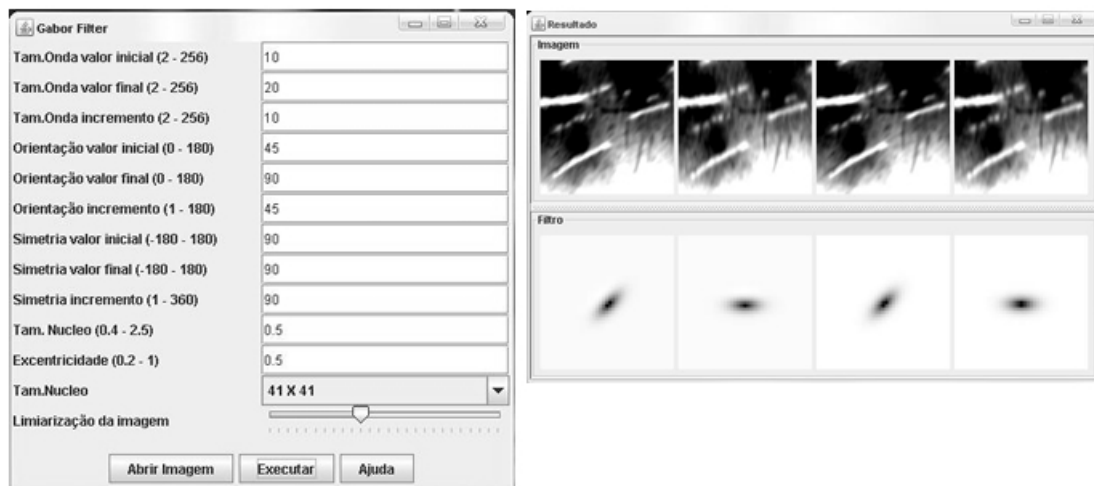 Gabor Filter
Tam.Onda valor inicial (2 - 256) 10
Tam.Onda valor final (2 - 256) 20
Tam.Onda incremento (2 - 256) 10
Orientação valor inicial (0 - 180) 45
Orientação valor final (0 - 180) 90
Orientação incremento (1 - 180) 45
Simetria valor inicial (-180 - 180) 90
Simetria valor final (-180 - 180) 90
Simetria incremento (1 - 360) 90
Tam. Nucleo (0.4 - 2.5) 0.5
Excentricidade (0.2 - 1) 0.5
Tam.Nucleo 41 X 41
Limiarização da imagem
Abrir Imagem Executar Ajuda
Resultado
Imagem
Filtro